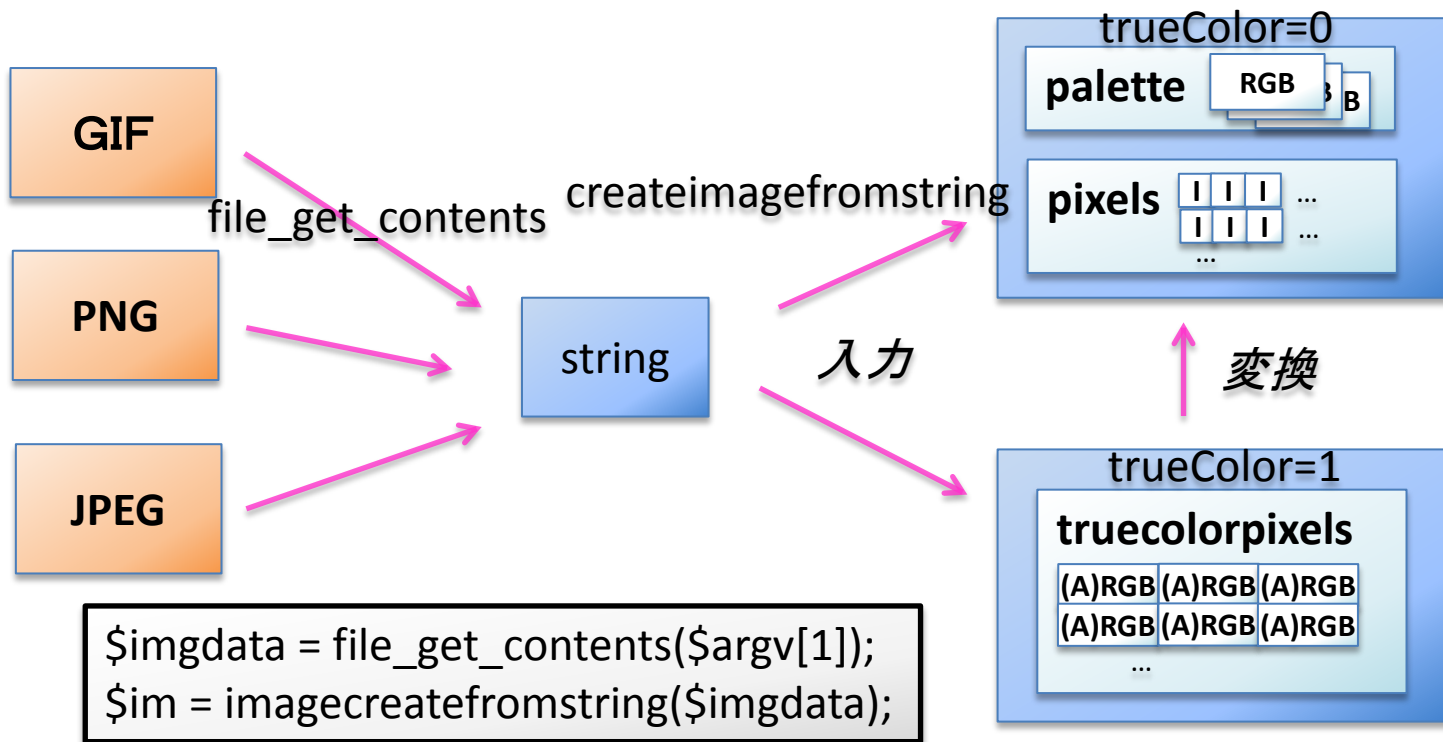 GIF
PNG
JPEG
file_get_contents
string
createimagefromstring
入力
trueColor=0
palette
RGB
B
B
pixels
I I I ...
I I I ...
...
変換
trueColor=1
truecolorpixels
(A)RGB (A)RGB (A)RGB
(A)RGB (A)RGB (A)RGB
...
$imgdata = file_get_contents($argv[1]);
$im = imagecreatefromstring($imgdata);